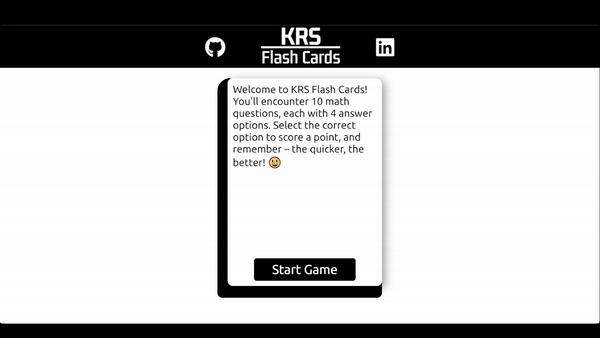 KRS
Flash Cards
in
Welcome to KRS Flash Cards!
You'll encounter 10 math
questions, each with 4 answer
options. Select the correct
option to score a point, and
remember – the quicker, the
better! 😀
Start Game